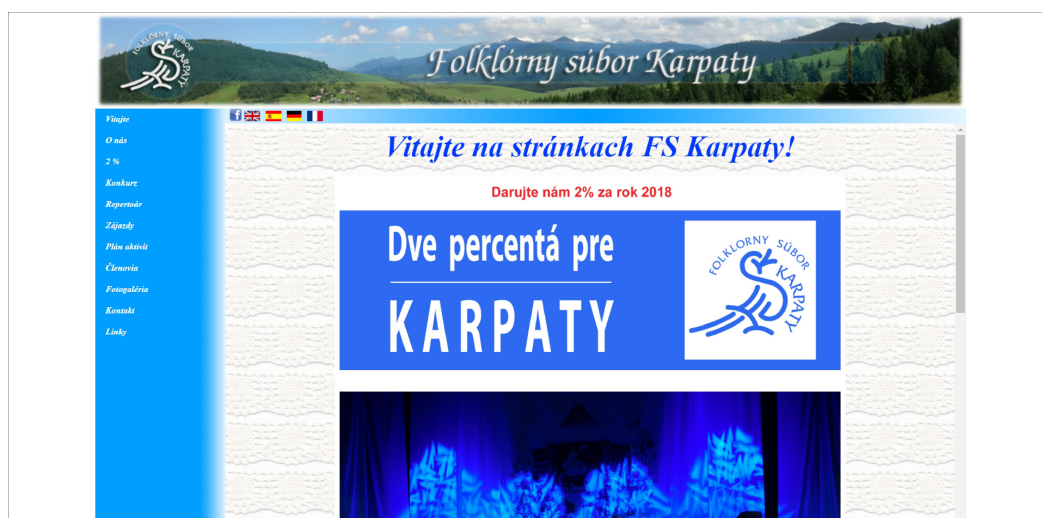 FOLKLÓRNY SÚBOR KARPATY
Folklórny súbor Karpaty
Vitajte
O nás
2 %
Konkurz
Repertoár
Zájazdy
Plán aktivít
Členovia
Fotogaléria
Kontakt
Linky
Vitajte na stránkach FS Karpaty!
Darujte nám 2% za rok 2018
Dve percentá pre
KARPATY
FOLKLORNY SÚBOR KARPATY